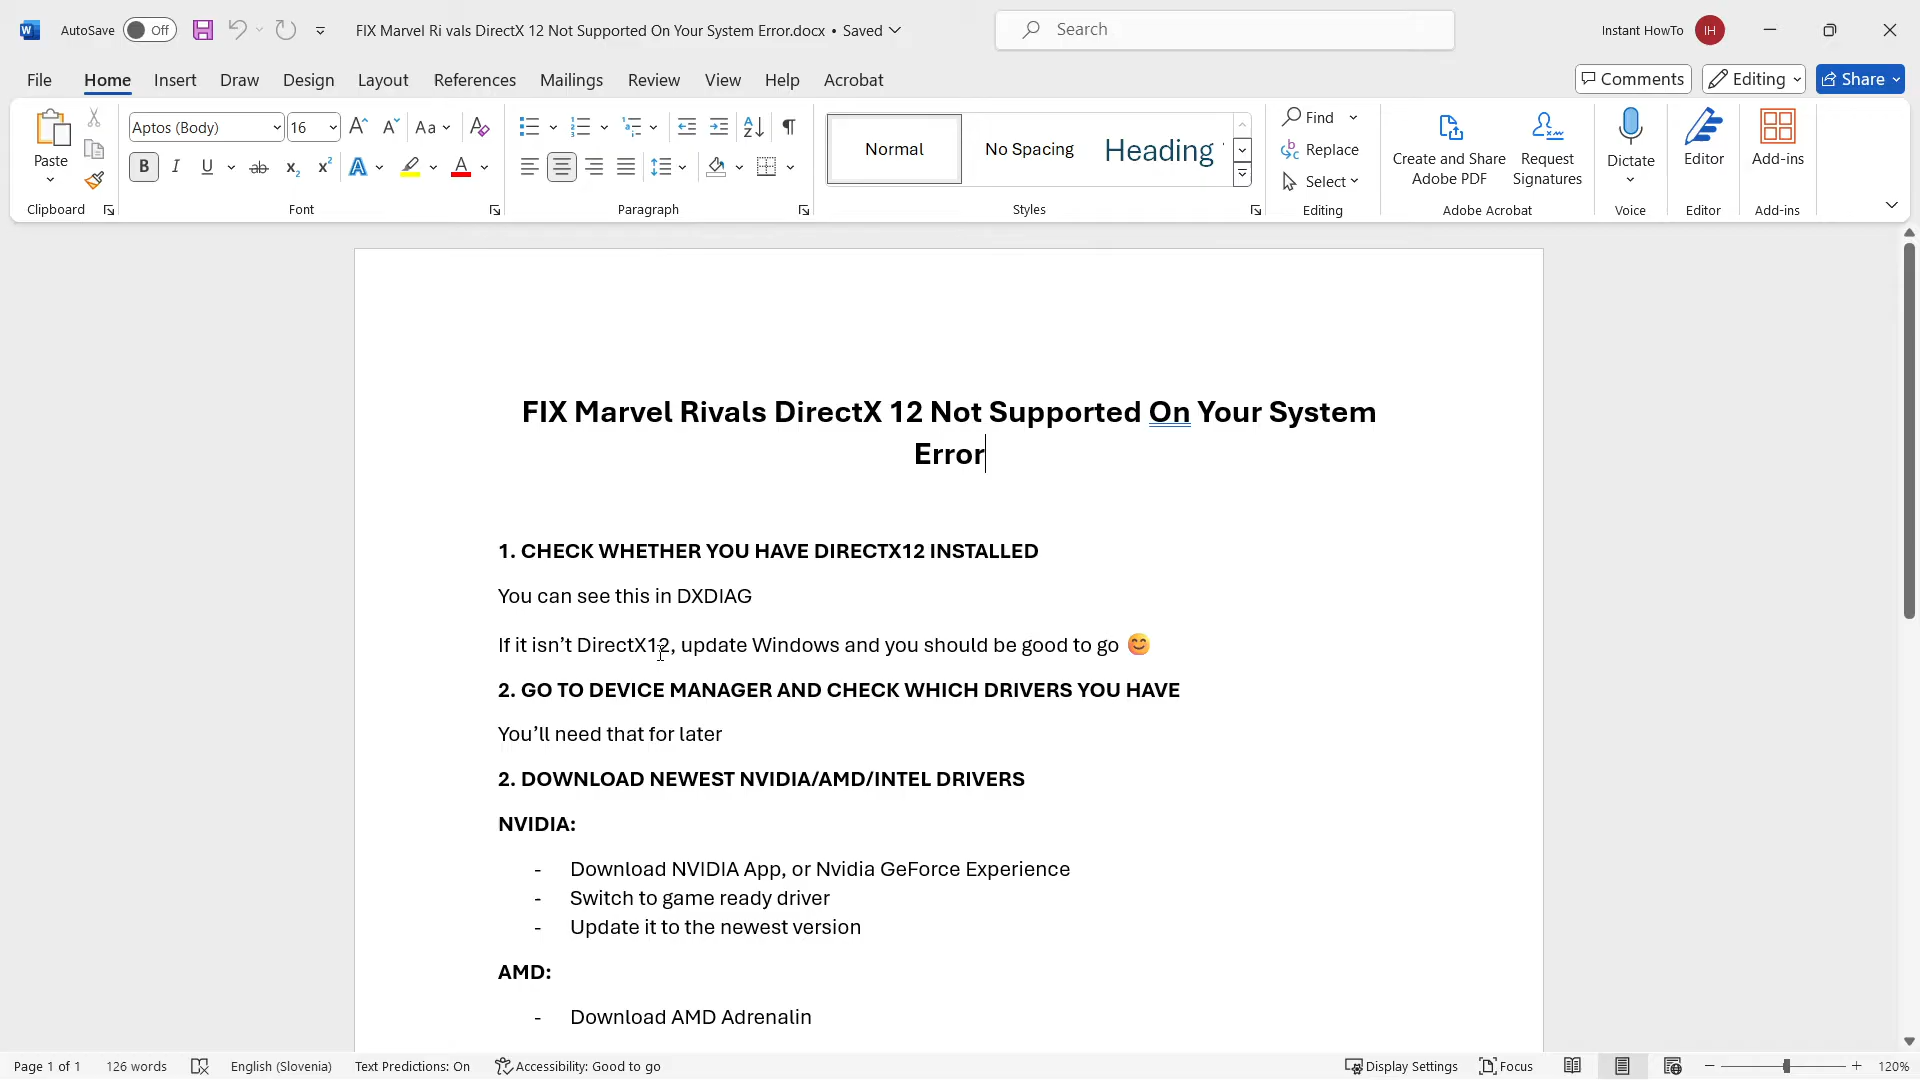 AutoSave Off FIX Marvel Ri vals DirectX 12 Not Supported On Your System Error.docx • Saved Search Instant HowTo IH
File Home Insert Draw Design Layout References Mailings Review View Help Acrobat Comments Editing Share
Paste
Clipboard
Aptos (Body) 16 Aa
B I U ab x₂ x² A A
Font
Paragraph
Normal No Spacing Heading
Styles
Find
Replace
Select
Editing
Create and Share Adobe PDF
Request Signatures
Adobe Acrobat
Dictate
Voice
Editor
Editor
Add-ins
Add-ins
FIX Marvel Rivals DirectX 12 Not Supported On Your System
Error
1. CHECK WHETHER YOU HAVE DIRECTX12 INSTALLED
You can see this in DXDIAG
If it isn’t DirectX12, update Windows and you should be good to go 😊
2. GO TO DEVICE MANAGER AND CHECK WHICH DRIVERS YOU HAVE
You’ll need that for later
2. DOWNLOAD NEWEST NVIDIA/AMD/INTEL DRIVERS
NVIDIA:
- Download NVIDIA App, or Nvidia GeForce Experience
- Switch to game ready driver
- Update it to the newest version
AMD:
- Download AMD Adrenalin
Page 1 of 1 126 words English (Slovenia) Text Predictions: On Accessibility: Good to go Display Settings Focus 120%